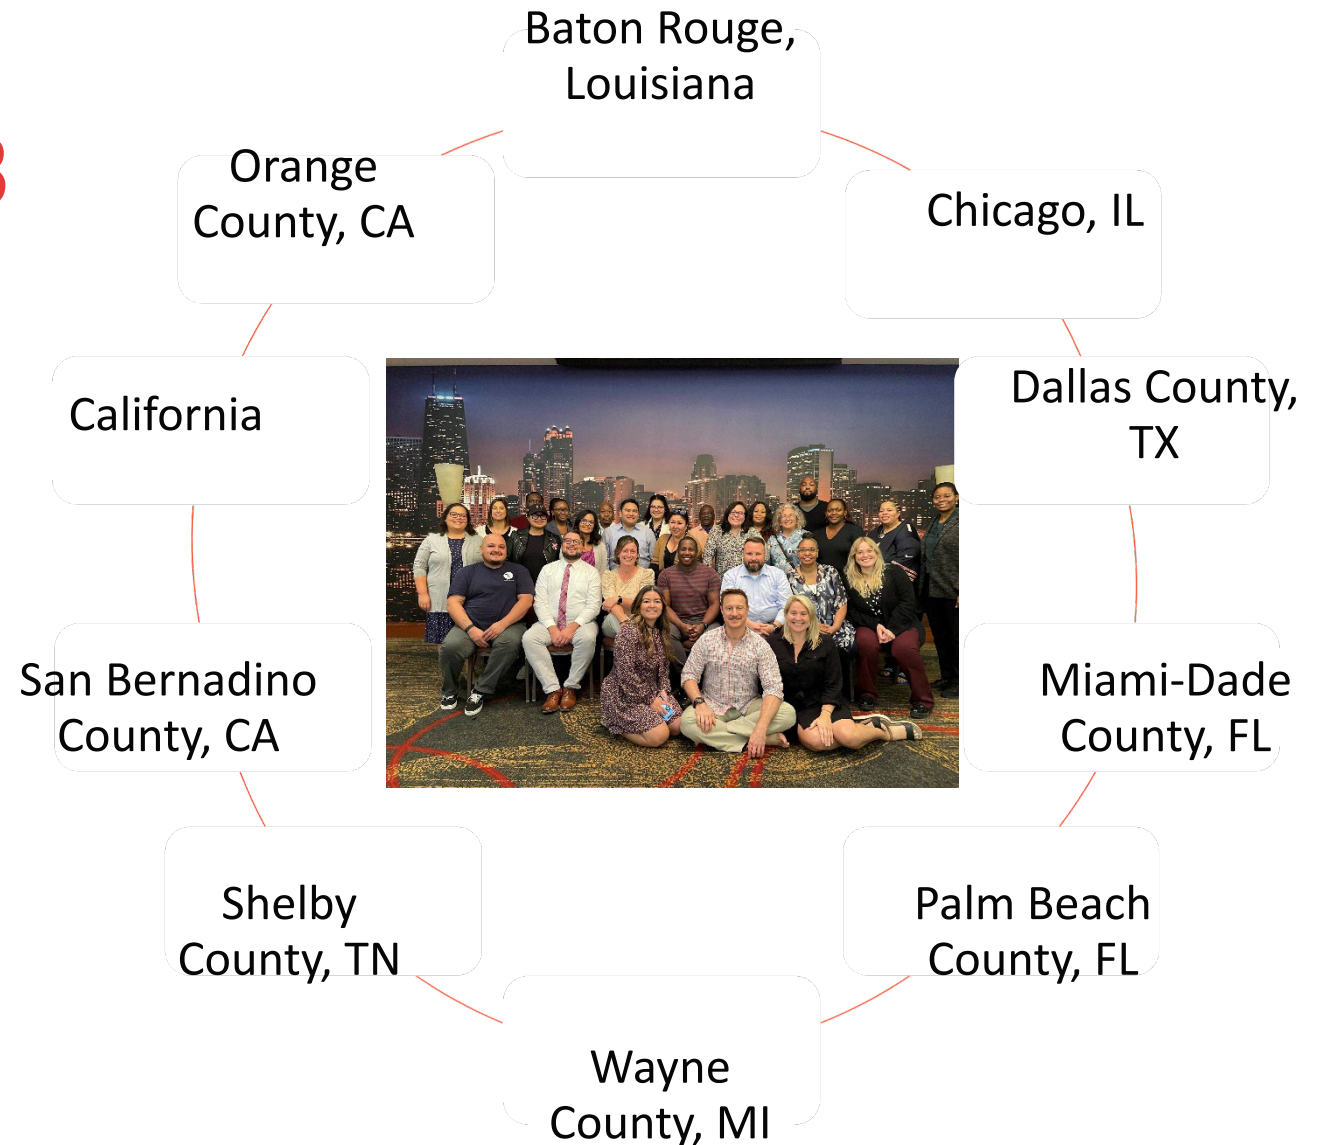 Baton Rouge,
Louisiana
Chicago, IL
Dallas County,
TX
Miami-Dade
County, FL
Palm Beach
County, FL
Wayne
County, MI
Shelby
County, TN
San Bernadino
County, CA
California
Orange
County, CA